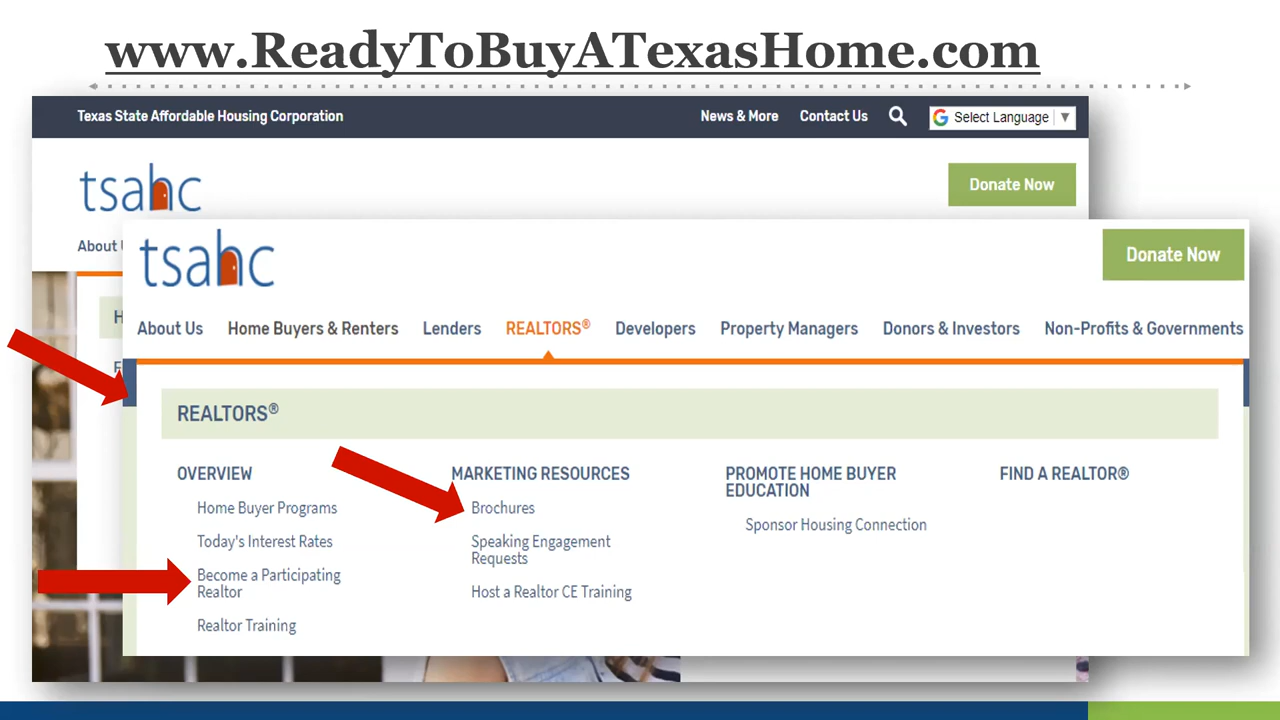 www.ReadyToBuyATexasHome.com
Texas State Affordable Housing Corporation
News & More
Contact Us
Select Language
tsahc
Donate Now
About
tsahc
Donate Now
About Us
Home Buyers & Renters
Lenders
REALTORS®
Developers
Property Managers
Donors & Investors
Non-Profits & Governments
REALTORS®
OVERVIEW
Home Buyer Programs
Today's Interest Rates
Become a Participating
Realtor
Realtor Training
MARKETING RESOURCES
Brochures
Speaking Engagement
Requests
Host a Realtor CE Training
PROMOTE HOME BUYER
EDUCATION
Sponsor Housing Connection
FIND A REALTOR®